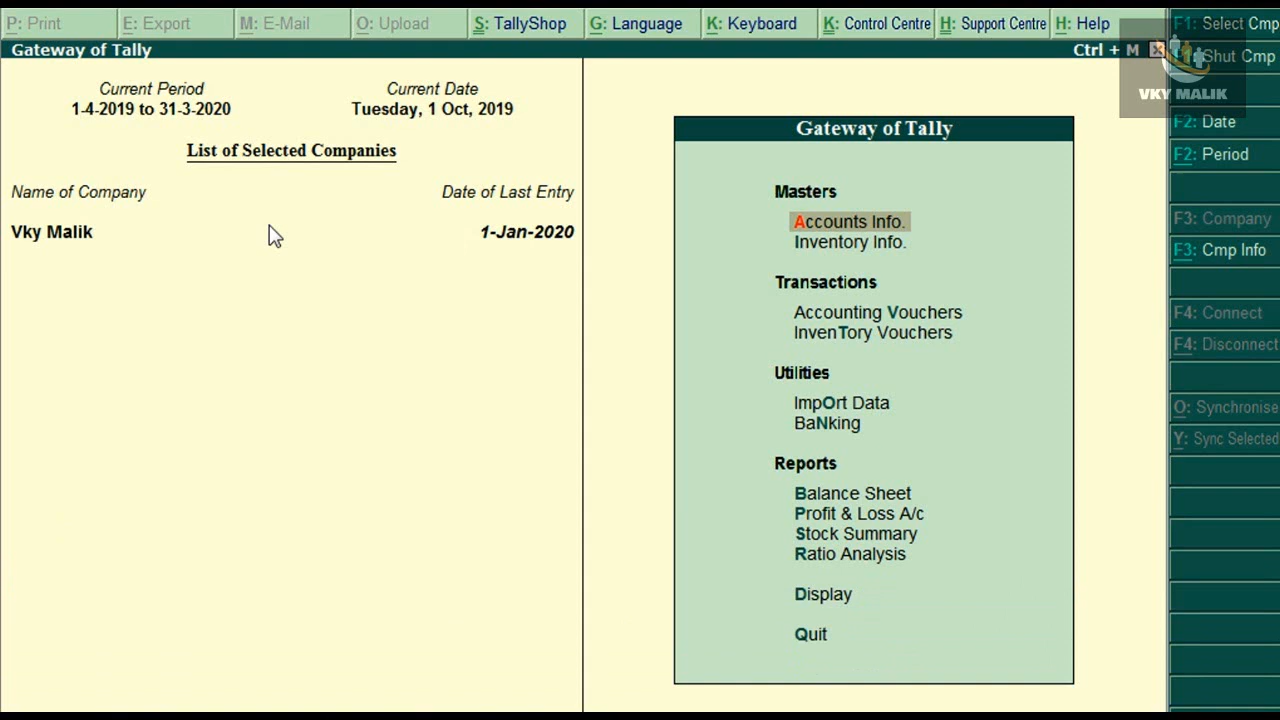 P: Print E: Export M: E-Mail O: Upload S: TallyShop G: Language K: Keyboard K: Control Centre H: Support Centre H: Help
Gateway of Tally Ctrl + M x
Current Period Current Date
1-4-2019 to 31-3-2020 Tuesday, 1 Oct, 2019
List of Selected Companies
Name of Company Date of Last Entry
Vky Malik 1-Jan-2020
Gateway of Tally
Masters
Accounts Info.
Inventory Info.
Transactions
Accounting Vouchers
InvenTory Vouchers
Utilities
ImpOrt Data
BaNking
Reports
Balance Sheet
Profit & Loss A/c
Stock Summary
Ratio Analysis
Display
Quit
F1: Select Cmp
F1: Shut Cmp
VKY MALIK
F2: Date
F2: Period
F3: Company
F3: Cmp Info
F4: Connect
F4: Disconnect
O: Synchronise
Y: Sync Selected